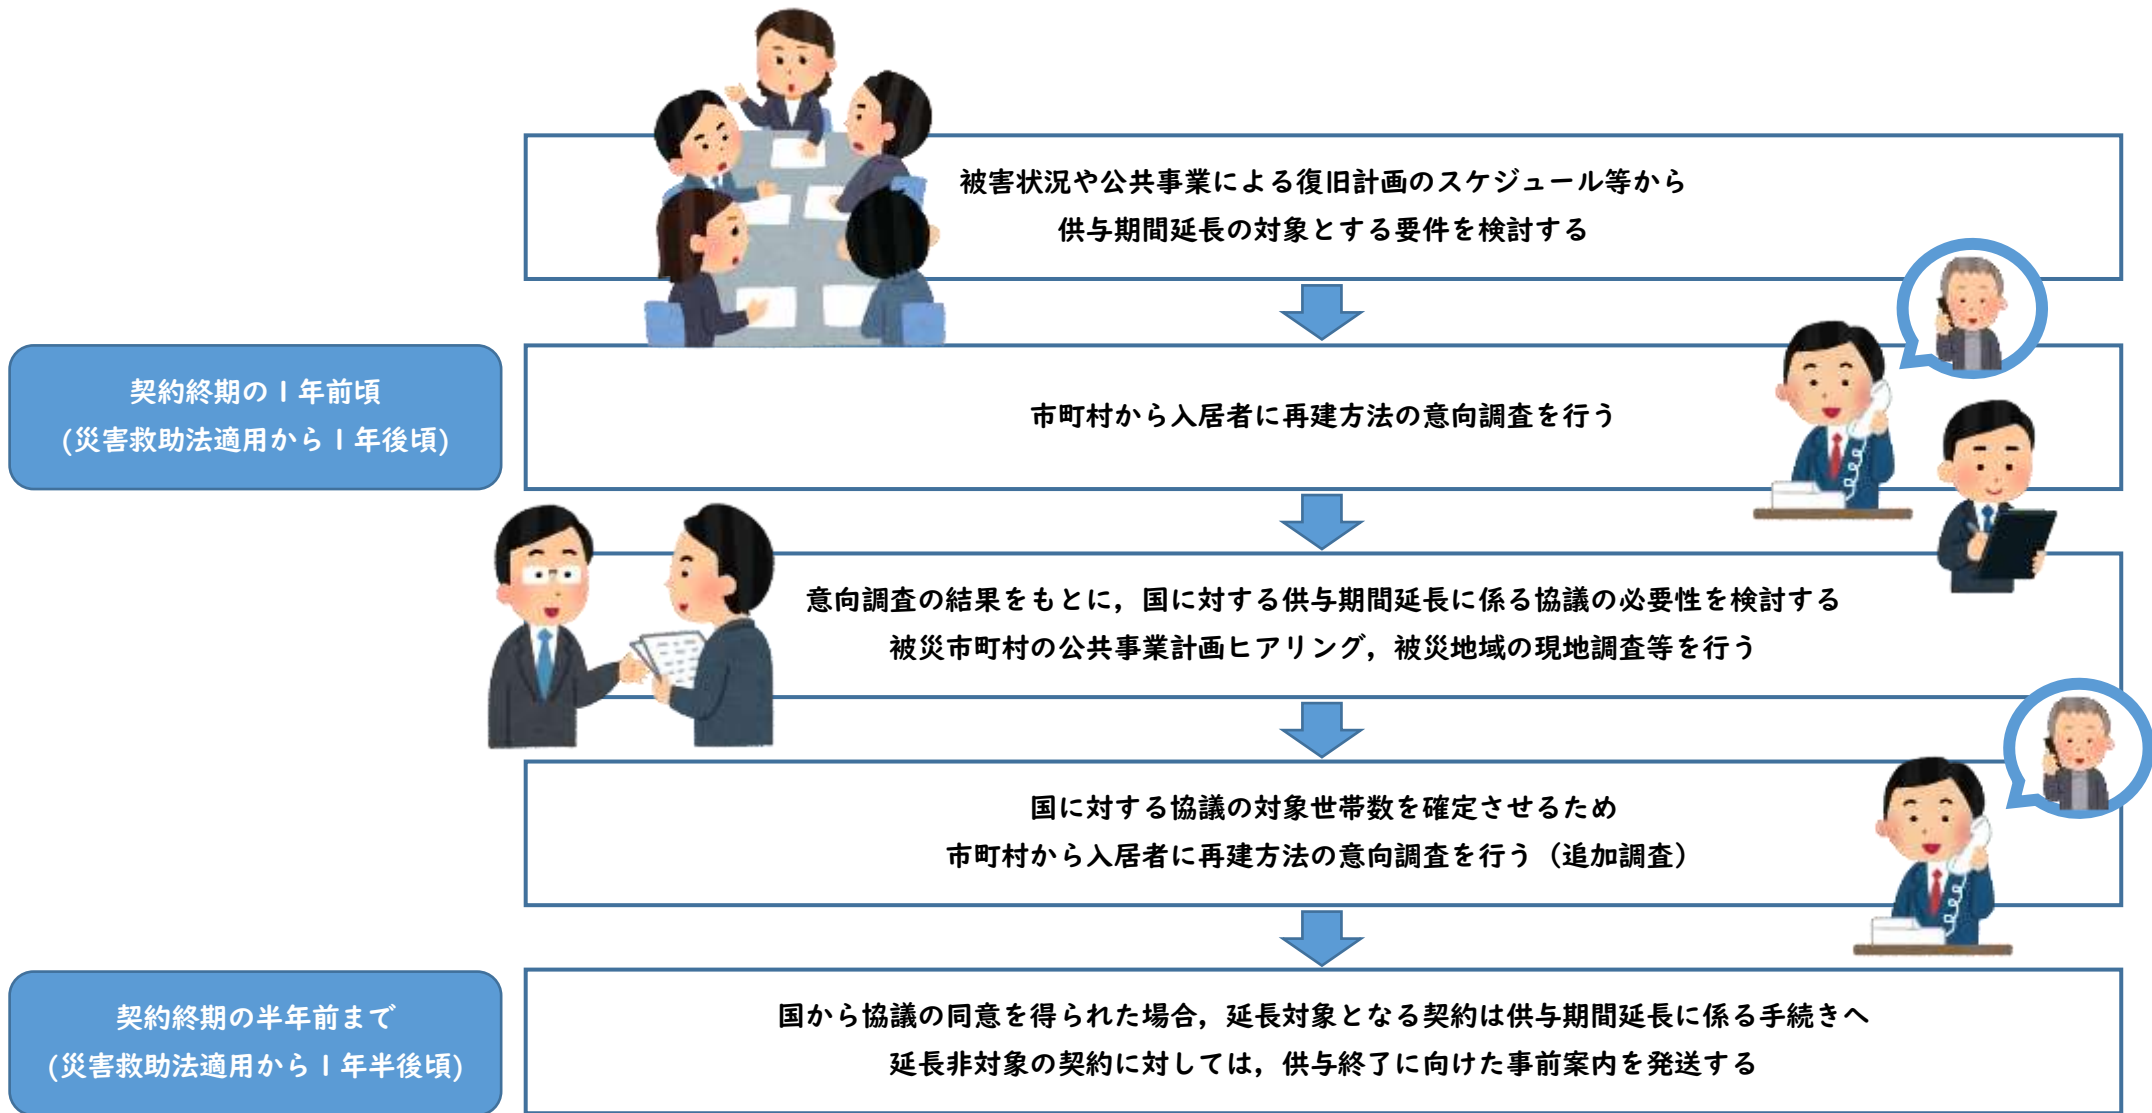 被害状況や公共事業による復旧計画のスケジュール等から
供与期間延長の対象とする要件を検討する
契約終期の1年前頃
(災害救助法適用から1年後頃)
市町村から入居者に再建方法の意向調査を行う
意向調査の結果をもとに，国に対する供与期間延長に係る協議の必要性を検討する
被災市町村の公共事業計画ヒアリング，被災地域の現地調査等を行う
国に対する協議の対象世帯数を確定させるため
市町村から入居者に再建方法の意向調査を行う（追加調査）
契約終期の半年前まで
(災害救助法適用から1年半後頃)
国から協議の同意を得られた場合，延長対象となる契約は供与期間延長に係る手続きへ
延長非対象の契約に対しては，供与終了に向けた事前案内を発送する